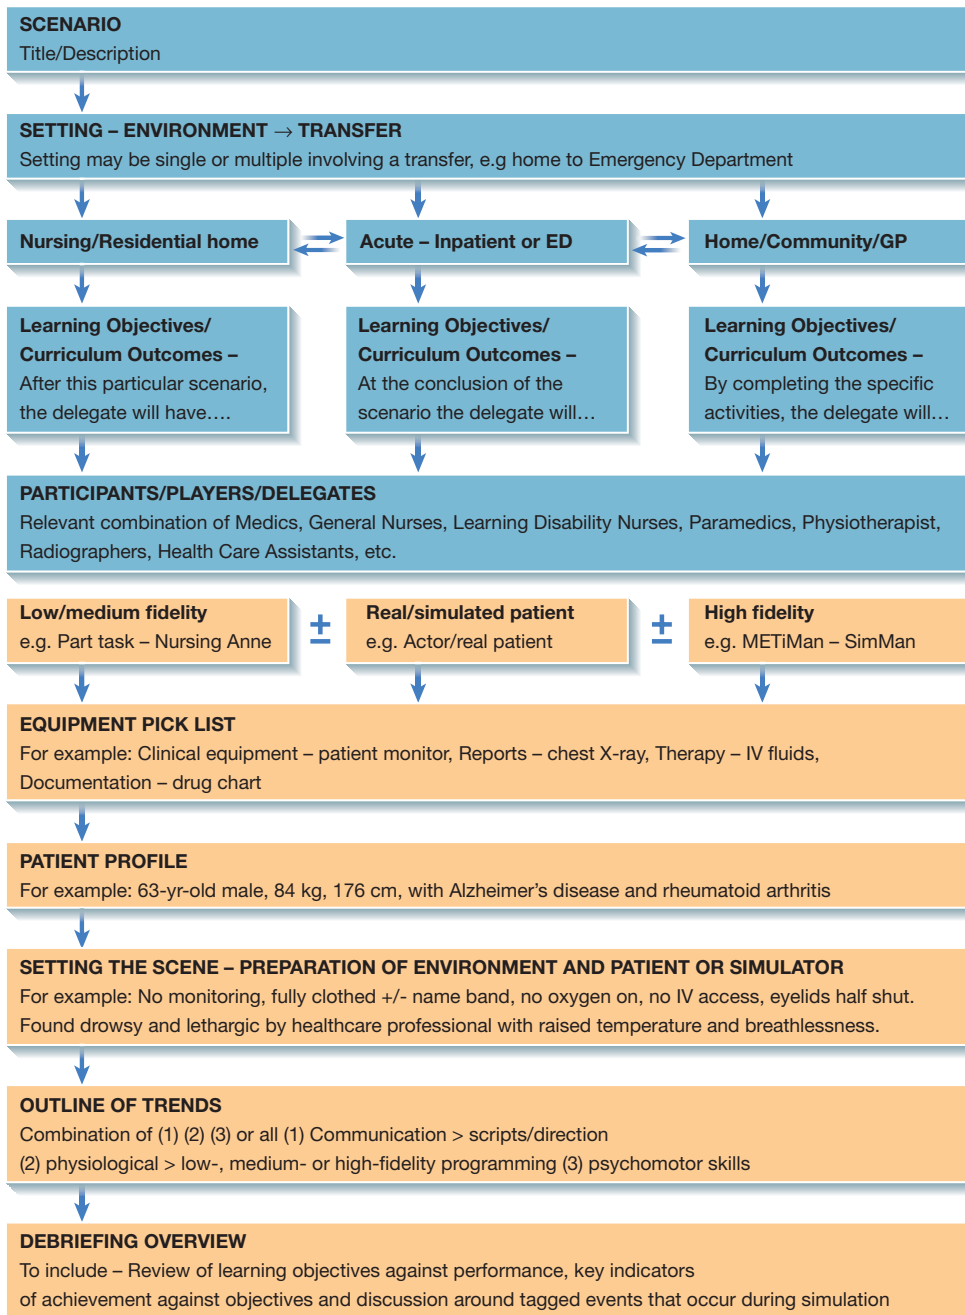 SCENARIO
Title/Description
SETTING – ENVIRONMENT → TRANSFER
Setting may be single or multiple involving a transfer, e.g home to Emergency Department
Nursing/Residential home
Acute – Inpatient or ED
Home/Community/GP
Learning Objectives/
Curriculum Outcomes –
After this particular scenario,
the delegate will have....
Learning Objectives/
Curriculum Outcomes –
At the conclusion of the
scenario the delegate will...
Learning Objectives/
Curriculum Outcomes –
By completing the specific
activities, the delegate will...
PARTICIPANTS/PLAYERS/DELEGATES
Relevant combination of Medics, General Nurses, Learning Disability Nurses, Paramedics, Physiotherapist,
Radiographers, Health Care Assistants, etc.
Low/medium fidelity
e.g. Part task – Nursing Anne
±
Real/simulated patient
e.g. Actor/real patient
±
High fidelity
e.g. METiMan – SimMan
EQUIPMENT PICK LIST
For example: Clinical equipment – patient monitor, Reports – chest X-ray, Therapy – IV fluids,
Documentation – drug chart
PATIENT PROFILE
For example: 63-yr-old male, 84 kg, 176 cm, with Alzheimer's disease and rheumatoid arthritis
SETTING THE SCENE – PREPARATION OF ENVIRONMENT AND PATIENT OR SIMULATOR
For example: No monitoring, fully clothed +/- name band, no oxygen on, no IV access, eyelids half shut.
Found drowsy and lethargic by healthcare professional with raised temperature and breathlessness.
OUTLINE OF TRENDS
Combination of (1) (2) (3) or all (1) Communication > scripts/direction
(2) physiological > low-, medium- or high-fidelity programming (3) psychomotor skills
DEBRIEFING OVERVIEW
To include – Review of learning objectives against performance, key indicators
of achievement against objectives and discussion around tagged events that occur during simulation